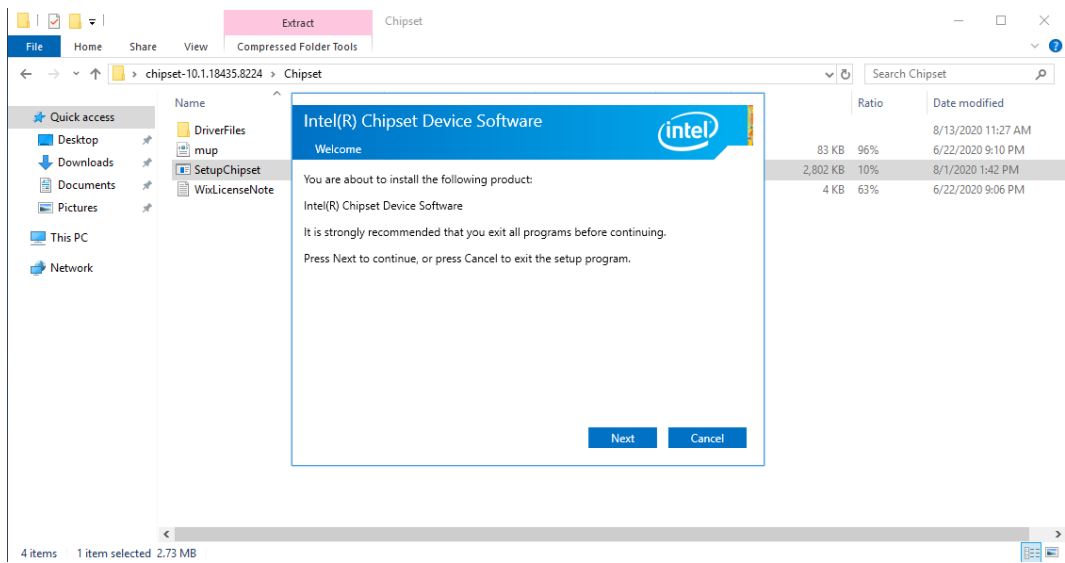 Extract
Chipset
File
Home
Share
View
Compressed Folder Tools
chipset-10.1.18435.8224 > Chipset
Search Chipset
Quick access
Desktop
Downloads
Documents
Pictures
This PC
Network
Name
Ratio
Date modified
DriverFiles
8/13/2020 11:27 AM
mup
83 KB 96% 6/22/2020 9:10 PM
SetupChipset
2,802 KB 10% 8/1/2020 1:42 PM
WixLicenseNote
4 KB 63% 6/22/2020 9:06 PM
Intel(R) Chipset Device Software
Welcome
intel
You are about to install the following product:
Intel(R) Chipset Device Software
It is strongly recommended that you exit all programs before continuing.
Press Next to continue, or press Cancel to exit the setup program.
Next
Cancel
4 items 1 item selected 2.73 MB